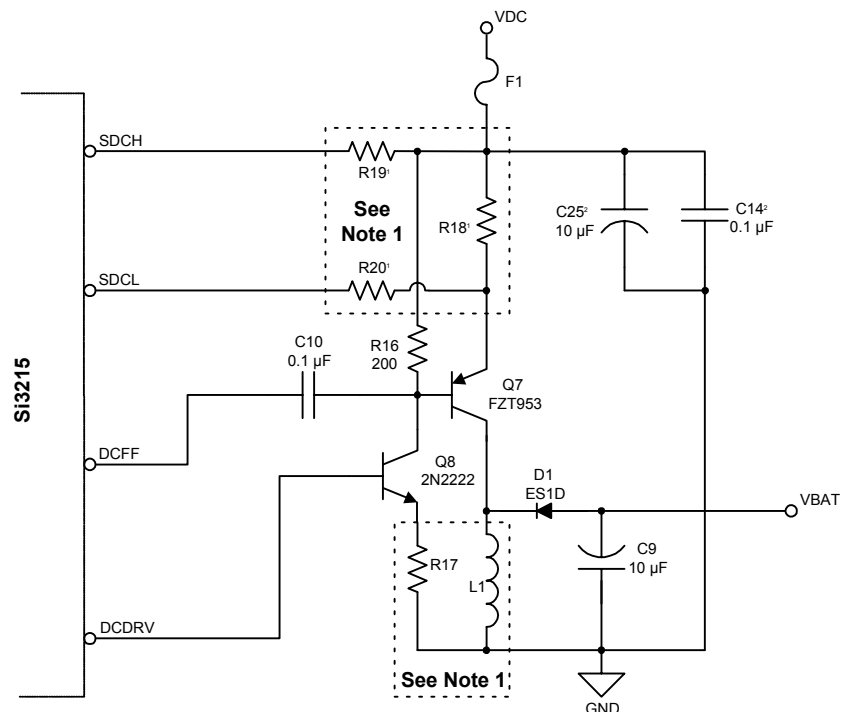 VDC
F1
SDCH
R19¹
See
Note 1
R18¹
C25²
10 µF
C14²
0.1 µF
SDCL
R20¹
C10
0.1 µF
R16
200
Q7
FZT953
Si3215
DCFF
Q8
2N2222
D1
ES1D
VBAT
R17
L1
C9
10 µF
DCDRV
See Note 1
GND